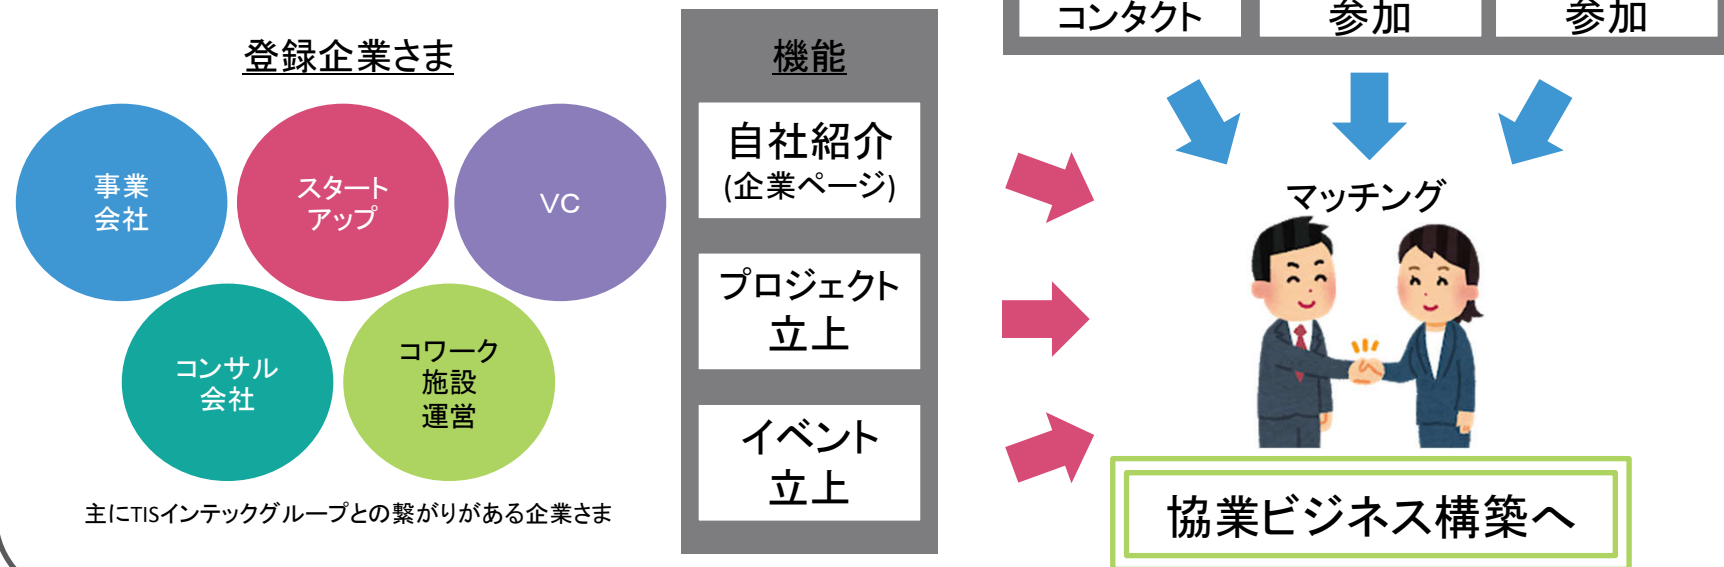 コンタクト
参加
参加
登録企業さま
事業
会社
スタート
アップ
VC
コンサル
会社
コワーク
施設
運営
主にTISインテックグループとの繋がりがある企業さま
機能
自社紹介
(企業ページ)
プロジェクト
立上
イベント
立上
マッチング
協業ビジネス構築へ